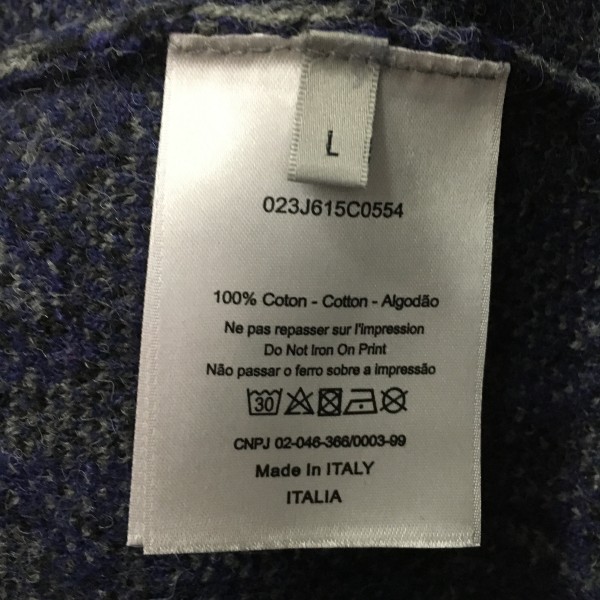 L
023J615C0554
100% Coton - Cotton - Algodão
Ne pas repasser sur l'impression
Do Not Iron On Print
Não passar o ferro sobre a impressão
30
CNPJ 02-046-366/0003-99
Made In ITALY
ITALIA